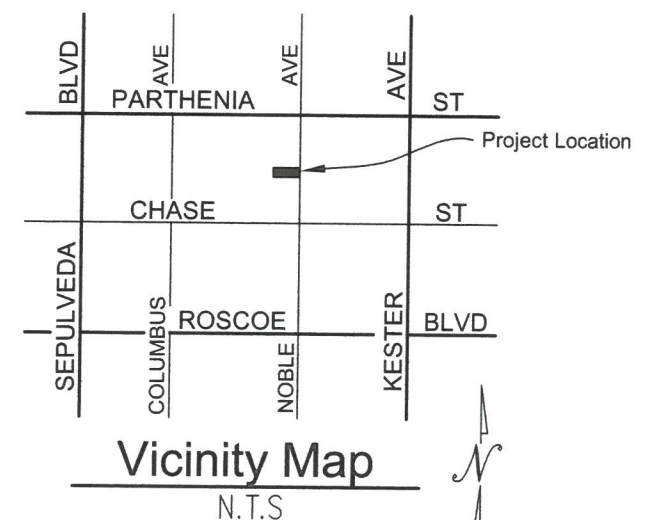 BLVD
AVE
AVE
AVE
PARTHENIA ST
Project Location
CHASE ST
SEPULVEDA
COLUMBUS
ROSCOE BLVD
NOBLE
KESTER
Vicinity Map
N
N.T.S